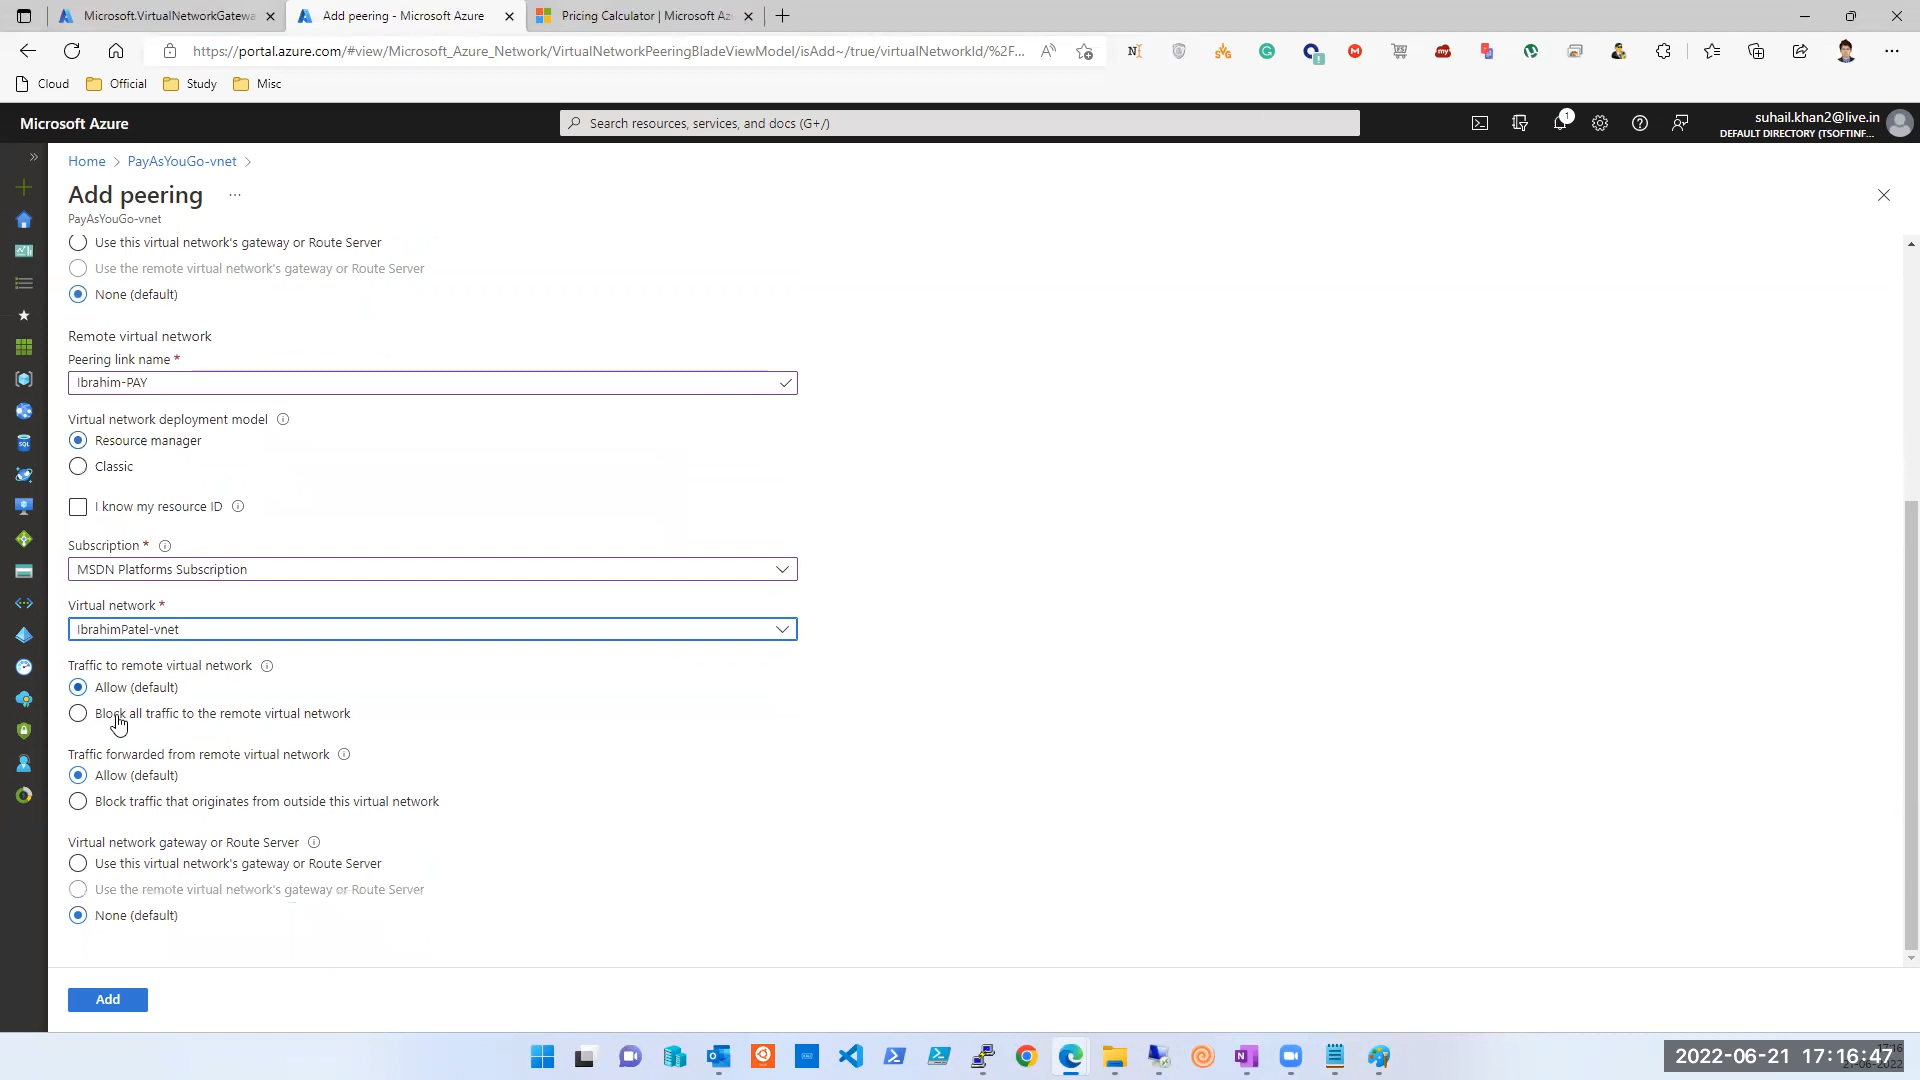 Microsoft.VirtualNetworkGatewa
Add peering - Microsoft Azure
Pricing Calculator | Microsoft Az
https://portal.azure.com/#view/Microsoft_Azure_Network/VirtualNetworkPeeringBladeViewModel/isAdd~/true/virtualNetworkId/%2F...
Cloud
Official
Study
Misc
Microsoft Azure
Search resources, services, and docs (G+/)
1
suhail.khan2@live.in
DEFAULT DIRECTORY (TSOFTINF...
Home > PayAsYouGo-vnet >
Add peering ...
PayAsYouGo-vnet
Use this virtual network's gateway or Route Server
Use the remote virtual network's gateway or Route Server
None (default)
Remote virtual network
Peering link name *
Ibrahim-PAY
Virtual network deployment model
Resource manager
Classic
I know my resource ID
Subscription *
MSDN Platforms Subscription
Virtual network *
IbrahimPatel-vnet
Traffic to remote virtual network
Allow (default)
Block all traffic to the remote virtual network
Traffic forwarded from remote virtual network
Allow (default)
Block traffic that originates from outside this virtual network
Virtual network gateway or Route Server
Use this virtual network's gateway or Route Server
Use the remote virtual network's gateway or Route Server
None (default)
Add
2022-06-21 17:16:47